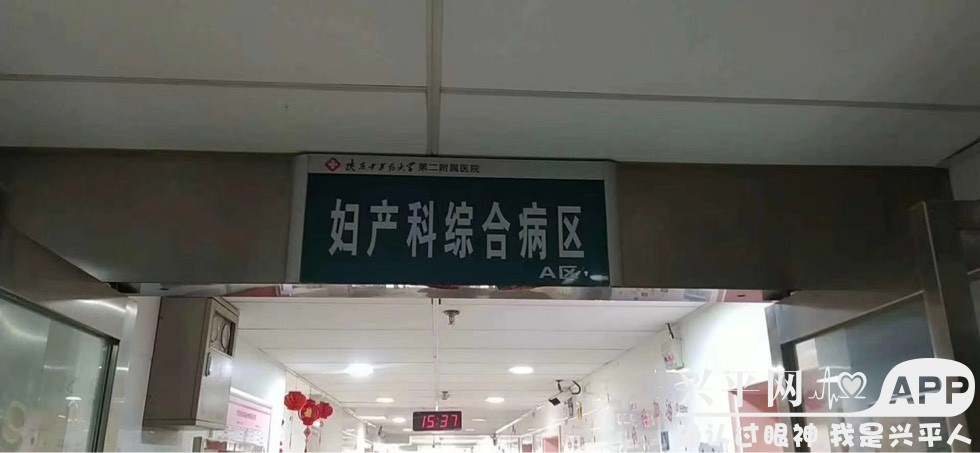 陕西中医药大学第二附属医院
妇产科综合病区
A区
15:37
兴平网 APP
认过眼神 我是兴平人